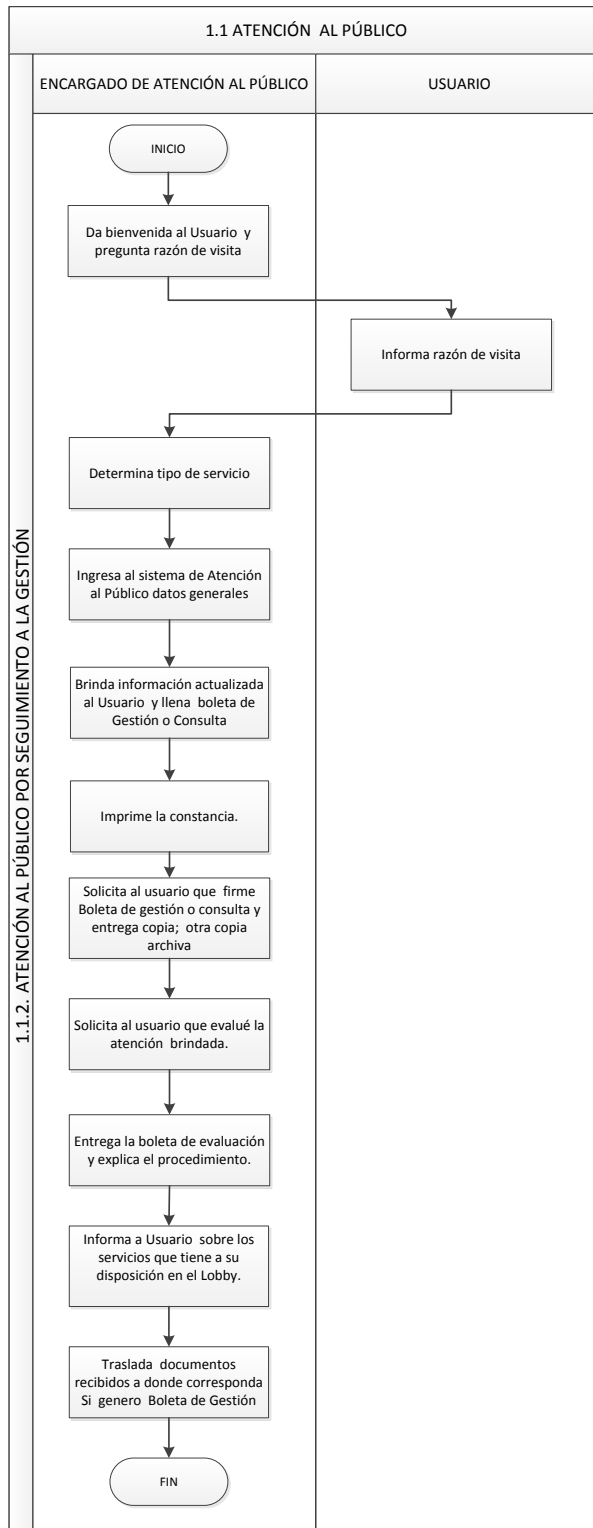 1.1 ATENCIÓN AL PÚBLICO
ENCARGADO DE ATENCIÓN AL PÚBLICO
USUARIO
1.1.2. ATENCIÓN AL PÚBLICO POR SEGUIMIENTO A LA GESTIÓN
INICIO
Da bienvenida al Usuario y
pregunta razón de visita
Informa razón de visita
Determina tipo de servicio
Ingresa al sistema de Atención
al Público datos generales
Brinda información actualizada
al Usuario y llena boleta de
Gestión o Consulta
Imprime la constancia.
Solicita al usuario que firme
Boleta de gestión o consulta y
entrega copia; otra copia
archiva
Solicita al usuario que evalué la
atención brindada.
Entrega la boleta de evaluación
y explica el procedimiento.
Informa a Usuario sobre los
servicios que tiene a su
disposición en el Lobby.
Traslada documentos
recibidos a donde corresponda
Si genero Boleta de Gestión
FIN